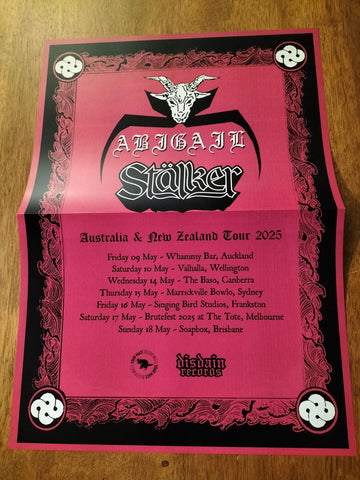 ABIGAIL
Stälker
Australia & New Zealand Tour 2025
Friday 09 May - Whammy Bar, Auckland
Saturday 10 May - Valhalla, Wellington
Wednesday 14 May - The Baso, Canberra
Thursday 15 May - Marrickville Bowlo, Sydney
Friday 16 May - Singing Bird Studios, Frankston
Saturday 17 May - Brutefest 2025 at The Tote, Melbourne
Sunday 18 May - Soapbox, Brisbane
disdain
records